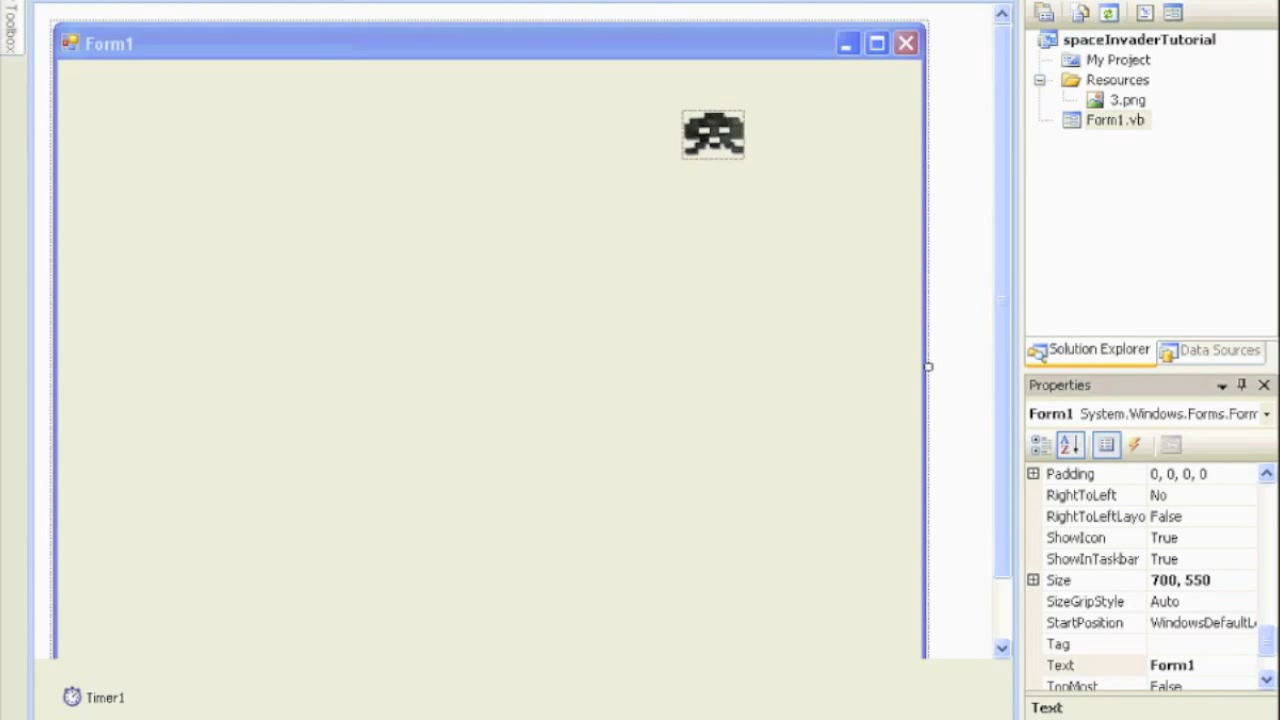 Toolbox
Form1
spaceInvaderTutorial
My Project
Resources
3.png
Form1.vb
Solution Explorer
Data Sources
Properties
Form1 System.Windows.Forms.Form
Padding 0, 0, 0, 0
RightToLeft No
RightToLeftLayo False
ShowIcon True
ShowInTaskbar True
Size 700, 550
SizeGripStyle Auto
StartPosition WindowsDefaultLo
Tag
Text Form1
TopMost False
Text
Timer1